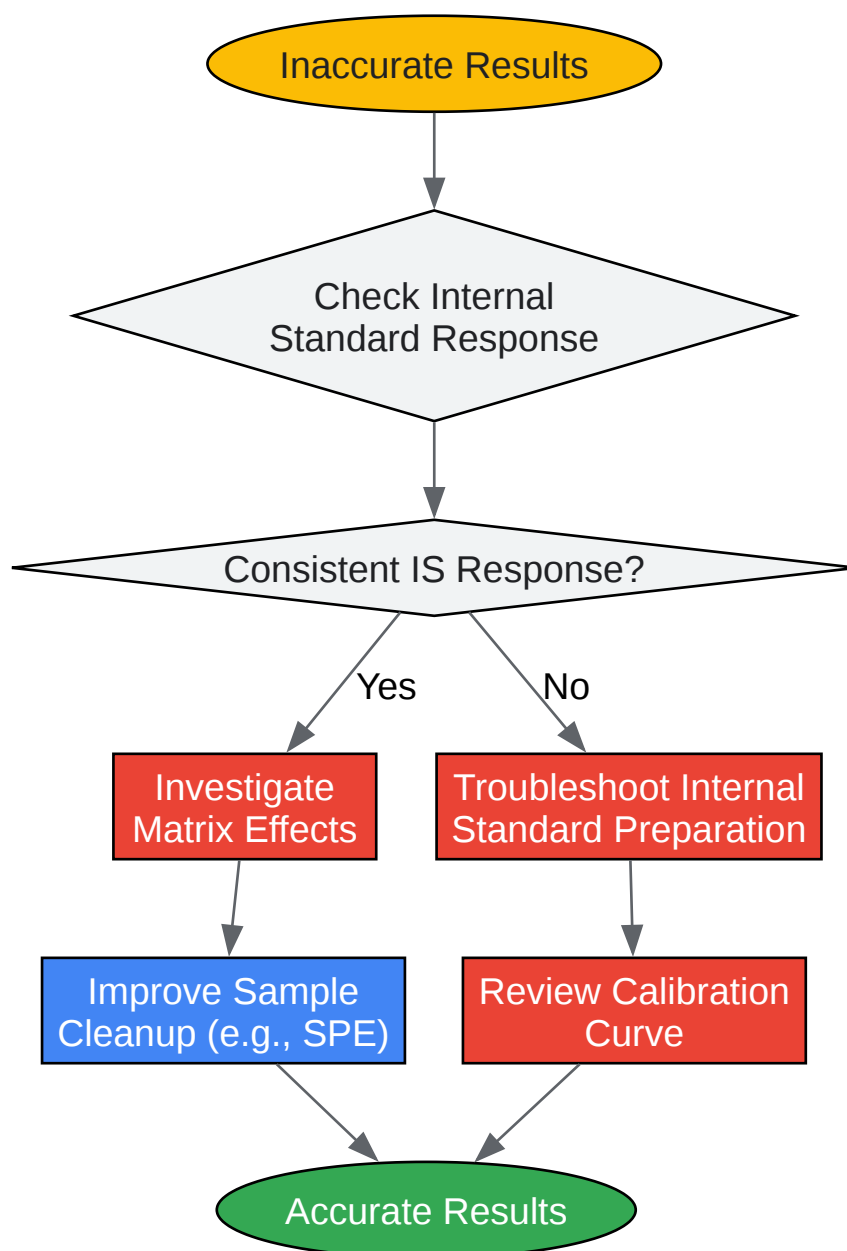 Inaccurate Results
Check Internal
Standard Response
Consistent IS Response?
Yes
No
Investigate
Matrix Effects
Troubleshoot Internal
Standard Preparation
Improve Sample
Cleanup (e.g., SPE)
Review Calibration
Curve
Accurate Results